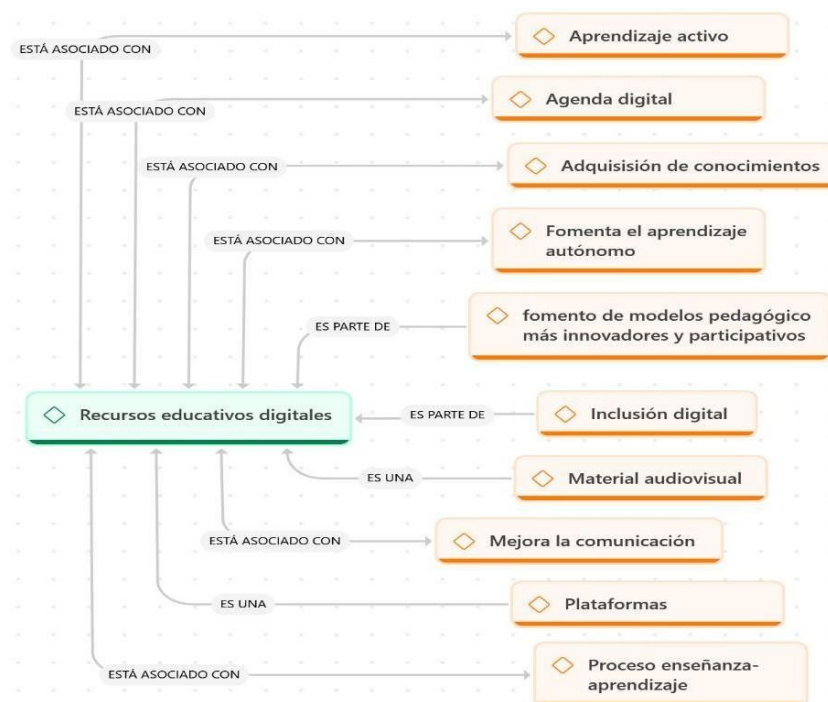 Aprendizaje activo
ESTÁ ASOCIADO CON
Agenda digital
ESTÁ ASOCIADO CON
Adquisisión de conocimientos
ESTÁ ASOCIADO CON
Fomenta el aprendizaje
autónomo
ESTÁ ASOCIADO CON
fomento de modelos pedagógico
más innovadores y participativos
ES PARTE DE
Recursos educativos digitales
ES PARTE DE
Inclusión digital
ES UNA
Material audiovisual
ESTÁ ASOCIADO CON
Mejora la comunicación
ES UNA
Plataformas
ESTÁ ASOCIADO CON
Proceso enseñanza-
aprendizaje